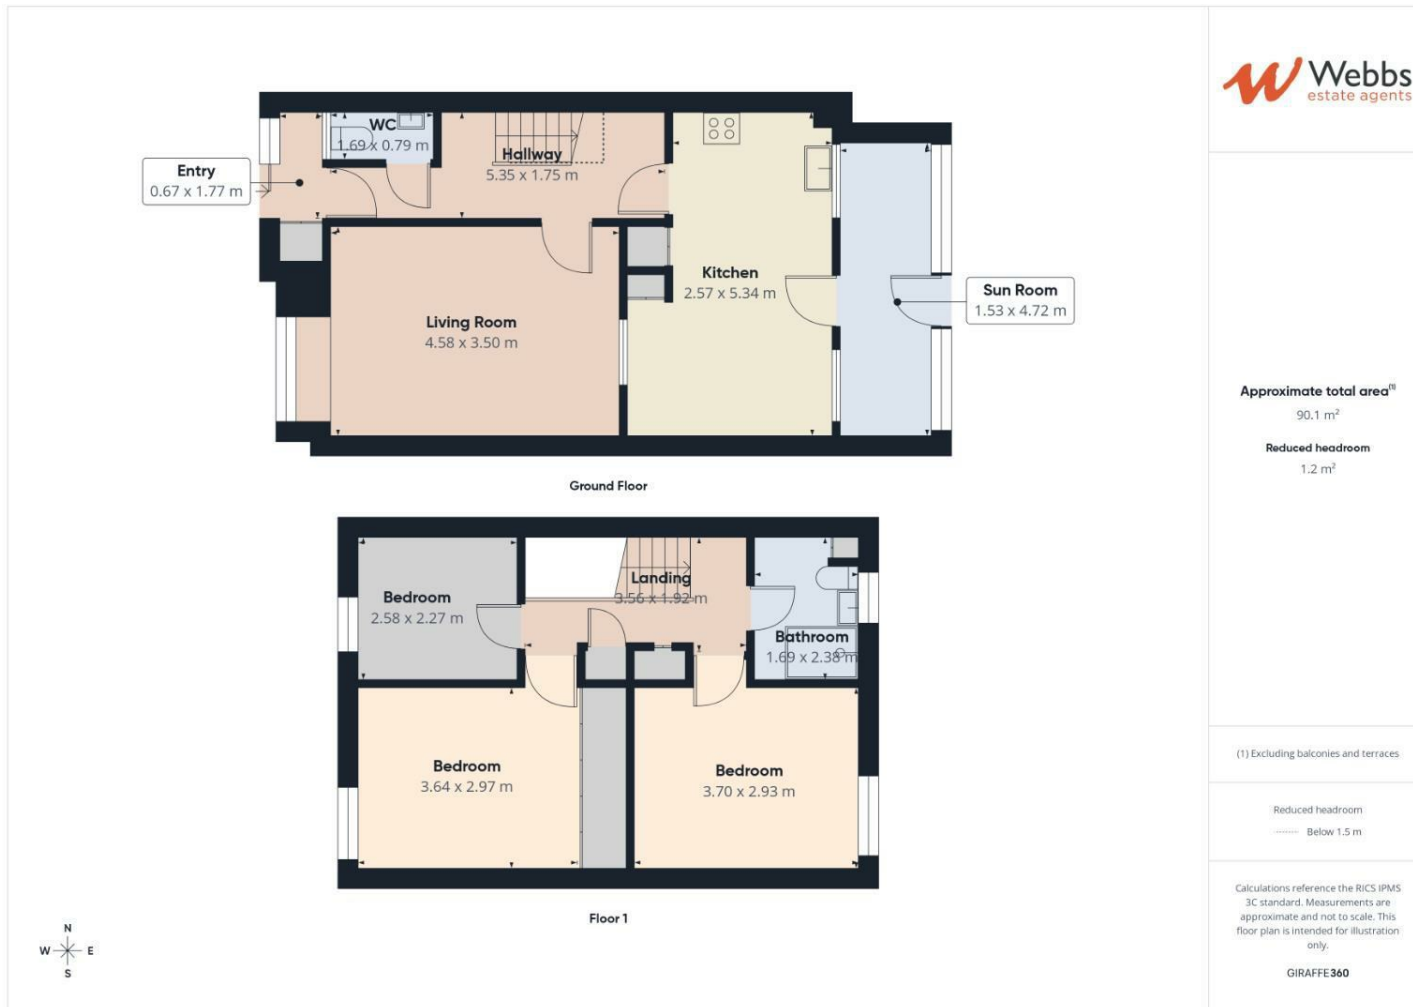 Webbs
estate agents
WC
1.69 x 0.79 m
Hallway
5.35 x 1.75 m
Entry
0.67 x 1.77 m
Kitchen
2.57 x 5.34 m
Sun Room
1.53 x 4.72 m
Living Room
4.58 x 3.50 m
Ground Floor
Approximate total area(1)
90.1 m²
Reduced headroom
1.2 m²
Landing
3.56 x 1.92 m
Bedroom
2.58 x 2.27 m
Bathroom
1.69 x 2.38 m
Bedroom
3.64 x 2.97 m
Bedroom
3.70 x 2.93 m
Floor 1
(1) Excluding balconies and terraces
Reduced headroom
Below 1.5 m
Calculations reference the RICS IPMS
3C standard. Measurements are
approximate and not to scale. This
floor plan is intended for illustration
only.
GIRAFFE360
N
W E
S